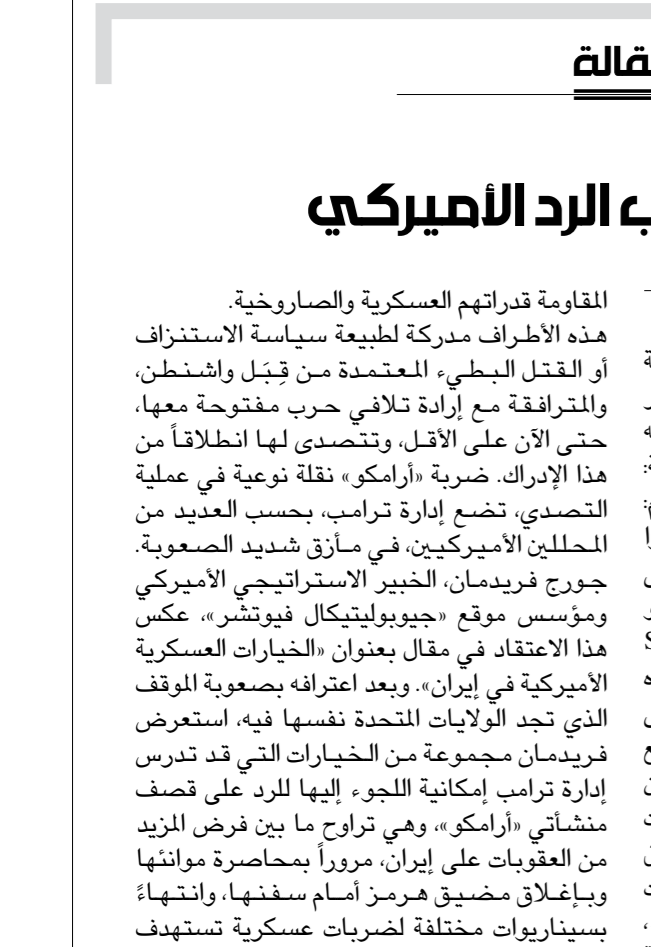 الرد الأميركي
المقاومة قدراتهم العسكرية والصاروخية.
هذه الأطراف مدركة لطبيعة سياسة الاستنزاف
أو القتل البطيء المعتمدة من قِبَل واشنطن،
والمترافقة مع إرادة تلافي حرب مفتوحة معها،
حتى الآن على الأقل، وتتصدى لها انطلاقاً من
هذا الإدراك. ضربة «أرامكو» نقلة نوعية في عملية
التصدي، تضع إدارة ترامب، بحسب العديد من
المحللين الأميركيين، في مأزق شديد الصعوبة.
جورج فريدمان، الخبير الاستراتيجي الأميركي
ومؤسس موقع «جيوبوليتيكال فيوتشر»، عكس
هذا الاعتقاد في مقال بعنوان «الخيارات العسكرية
الأميركية في إيران». وبعد اعترافه بصعوبة الموقف
الذي تجد الولايات المتحدة نفسها فيه، استعرض
فريدمان مجموعة من الخيارات التي قد تدرس
إدارة ترامب إمكانية اللجوء إليها للرد على قصف
منشأتي «أرامكو»، وهي تراوح ما بين فرض المزيد
من العقوبات على إيران، مروراً بمحاصرة موانئها
وبإغلاق مضيق هرمز أمام سفنها، وانتهاءً
بسيناريوات مختلفة لضربات عسكرية تستهدف